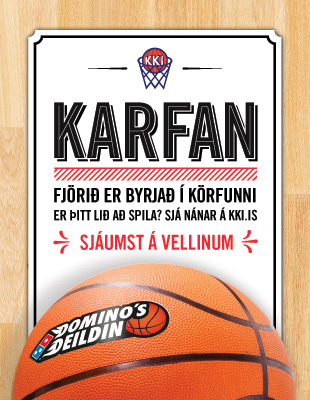 KKÍ
KARFAN
FJÖRIÐ ER BYRJAÐ Í KÖRFUNNI
ER ÞITT LIÐ AÐ SPILA? SJÁ NÁNAR Á KKI.IS
SJÁUMST Á VELLINUM
DOMINO'S
DEILDIN